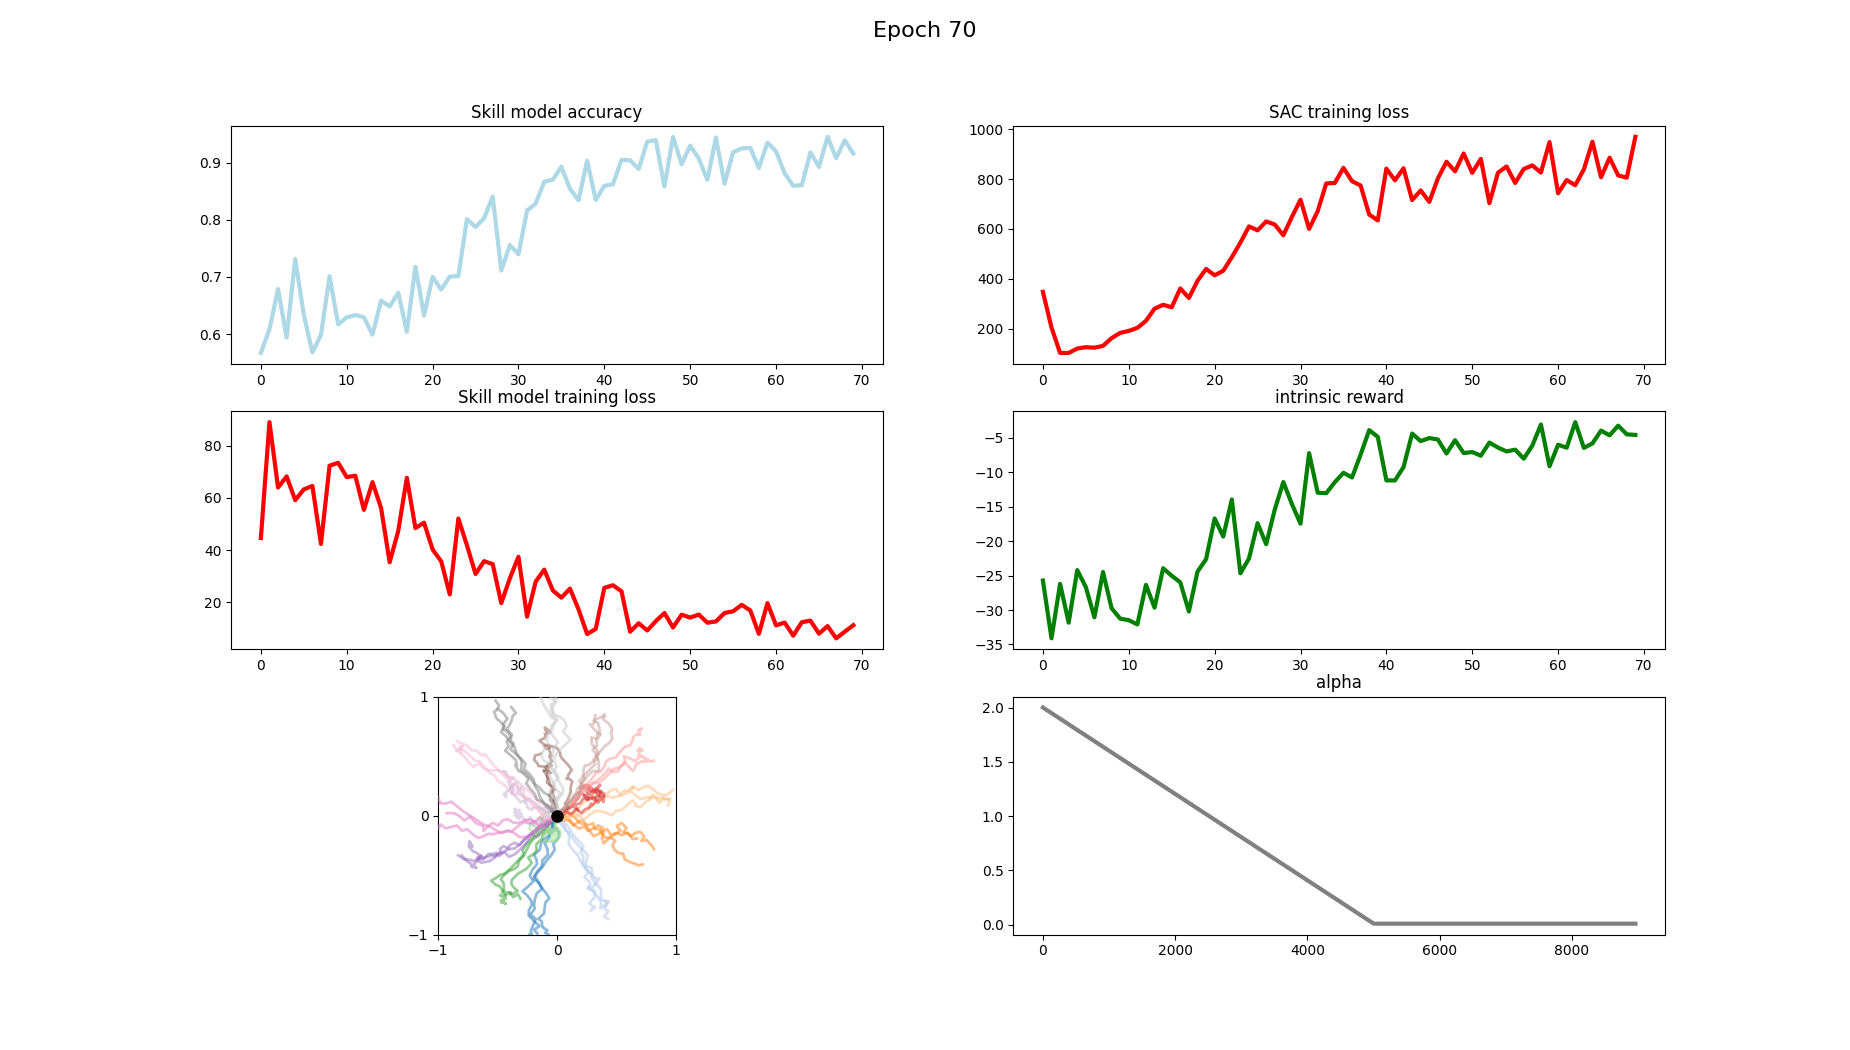 Epoch 70
Skill model accuracy
0.9
0.8
0.7
0.6
0 10 20 30 40 50 60 70
SAC training loss
1000
800
600
400
200
0 10 20 30 40 50 60 70
Skill model training loss
80
60
40
20
0 10 20 30 40 50 60 70
intrinsic reward
−5
−10
−15
−20
−25
−30
−35
0 10 20 30 40 50 60 70
1
0
−1
−1 0 1
alpha
2.0
1.5
1.0
0.5
0.0
0 2000 4000 6000 8000